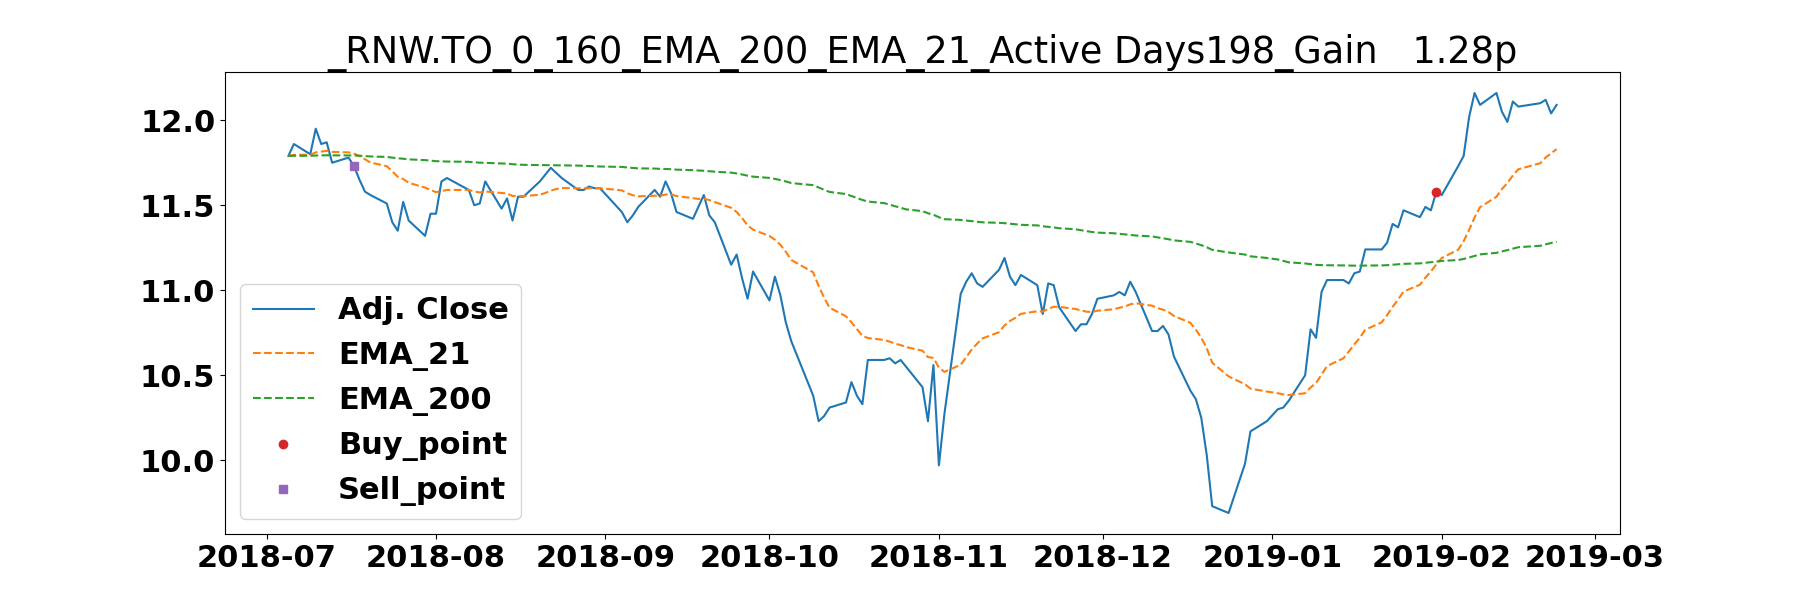 _RNW.TO_0_160_EMA_200_EMA_21_Active Days198_Gain   1.28p
12.0
11.5
11.0
10.5
10.0
Adj. Close
EMA_21
EMA_200
Buy_point
Sell_point
2018-07 2018-08 2018-09 2018-10 2018-11 2018-12 2019-01 2019-02 2019-03